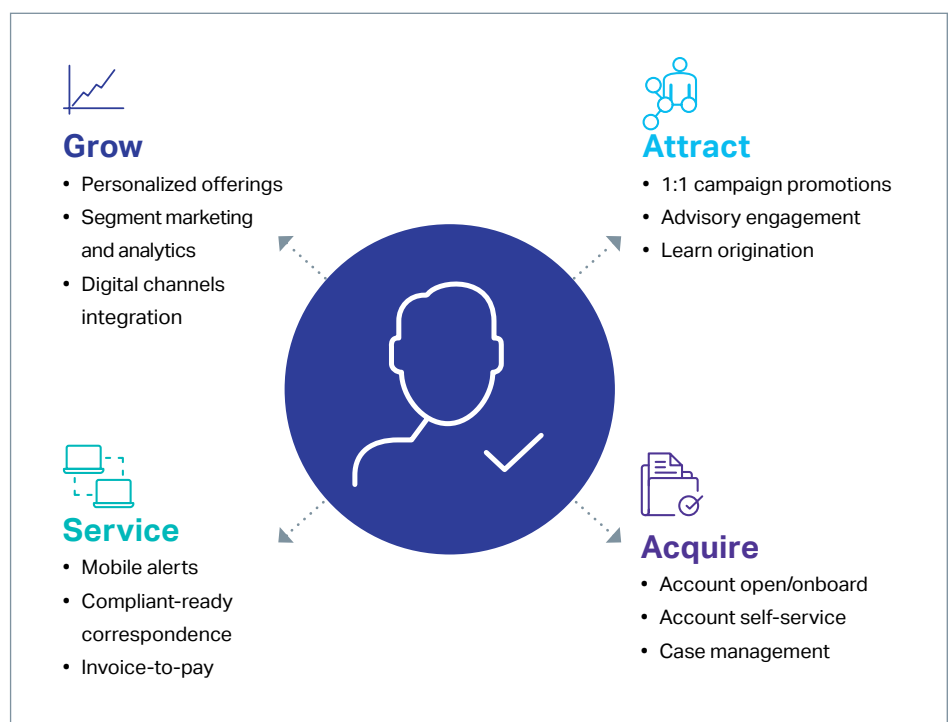 Grow
• Personalized offerings
• Segment marketing
and analytics
• Digital channels
integration
Attract
• 1:1 campaign promotions
• Advisory engagement
• Learn origination
Service
• Mobile alerts
• Compliant-ready
correspondence
• Invoice-to-pay
Acquire
• Account open/onboard
• Account self-service
• Case management